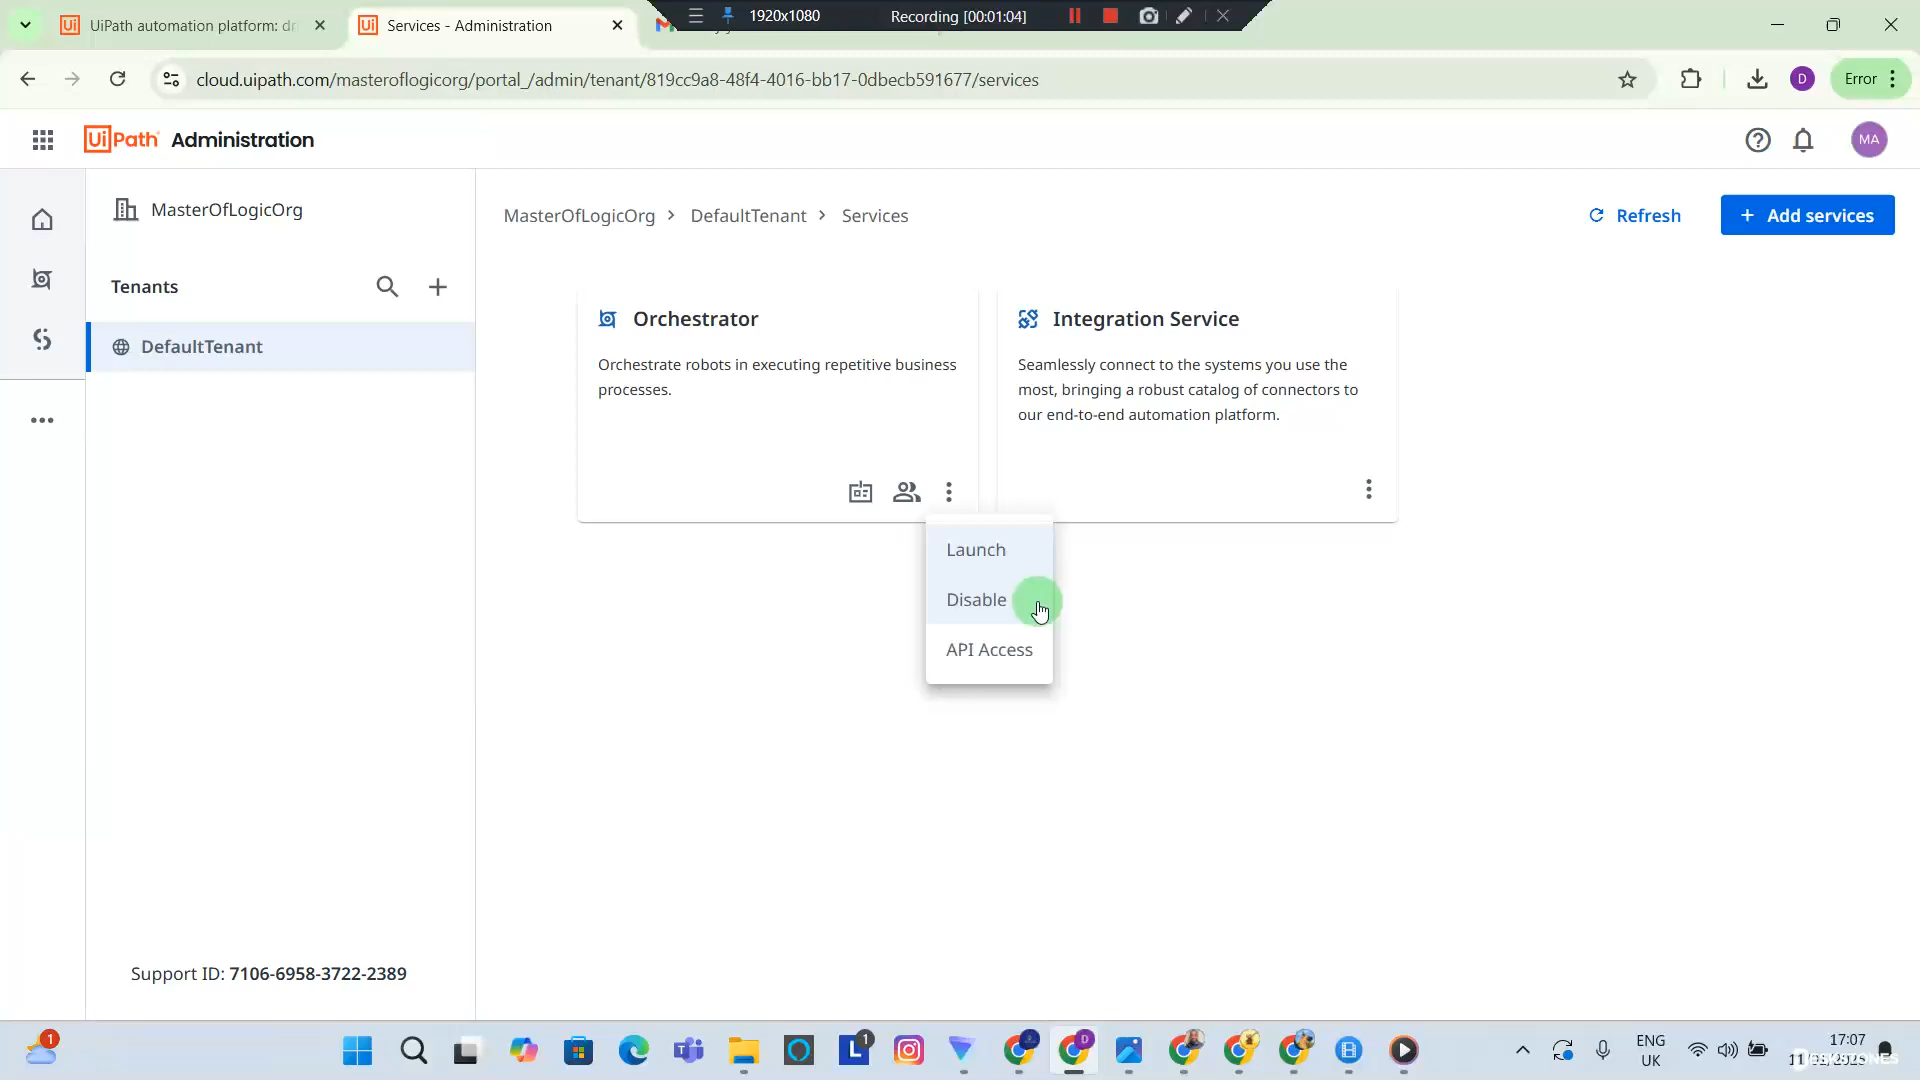 UiPath automation platform: dr
Services - Administration
1920x1080
Recording [00:01:04]
cloud.uipath.com/masteroflogicorg/portal_/admin/tenant/819cc9a8-48f4-4016-bb17-0dbecb591677/services
D
Error
UiPath Administration
MA
MasterOfLogicOrg
MasterOfLogicOrg > DefaultTenant > Services
Refresh
+ Add services
Tenants
DefaultTenant
Orchestrator
Orchestrate robots in executing repetitive business
processes.
Integration Service
Seamlessly connect to the systems you use the
most, bringing a robust catalog of connectors to
our end-to-end automation platform.
Launch
Disable
API Access
Support ID: 7106-6958-3722-2389
1
L
1
D
ENG
UK
17:07